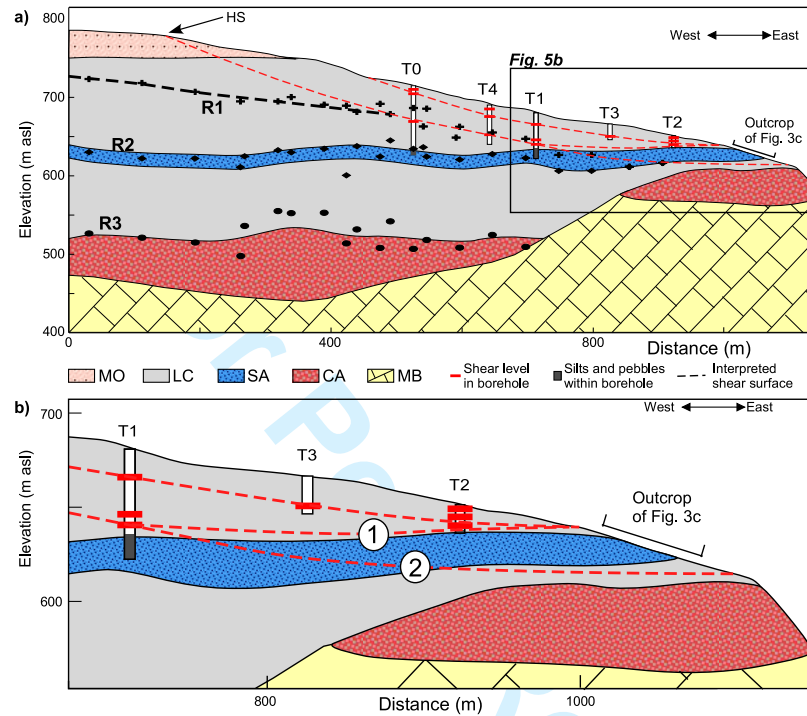 a)
800
HS
West East
Fig. 5b
T0
T4
T1
T3
T2
Outcrop
of Fig. 3c
700
R1
R2
600
R3
500
400
Elevation (m asl)
0
400
800
Distance (m)
MO
LC
SA
CA
MB
Shear level
in borehole
Silts and pebbles
within borehole
Interpreted
shear surface
b)
700
West East
T1
T3
T2
Outcrop
of Fig. 3c
1
2
600
Elevation (m asl)
800
1000
Distance (m)